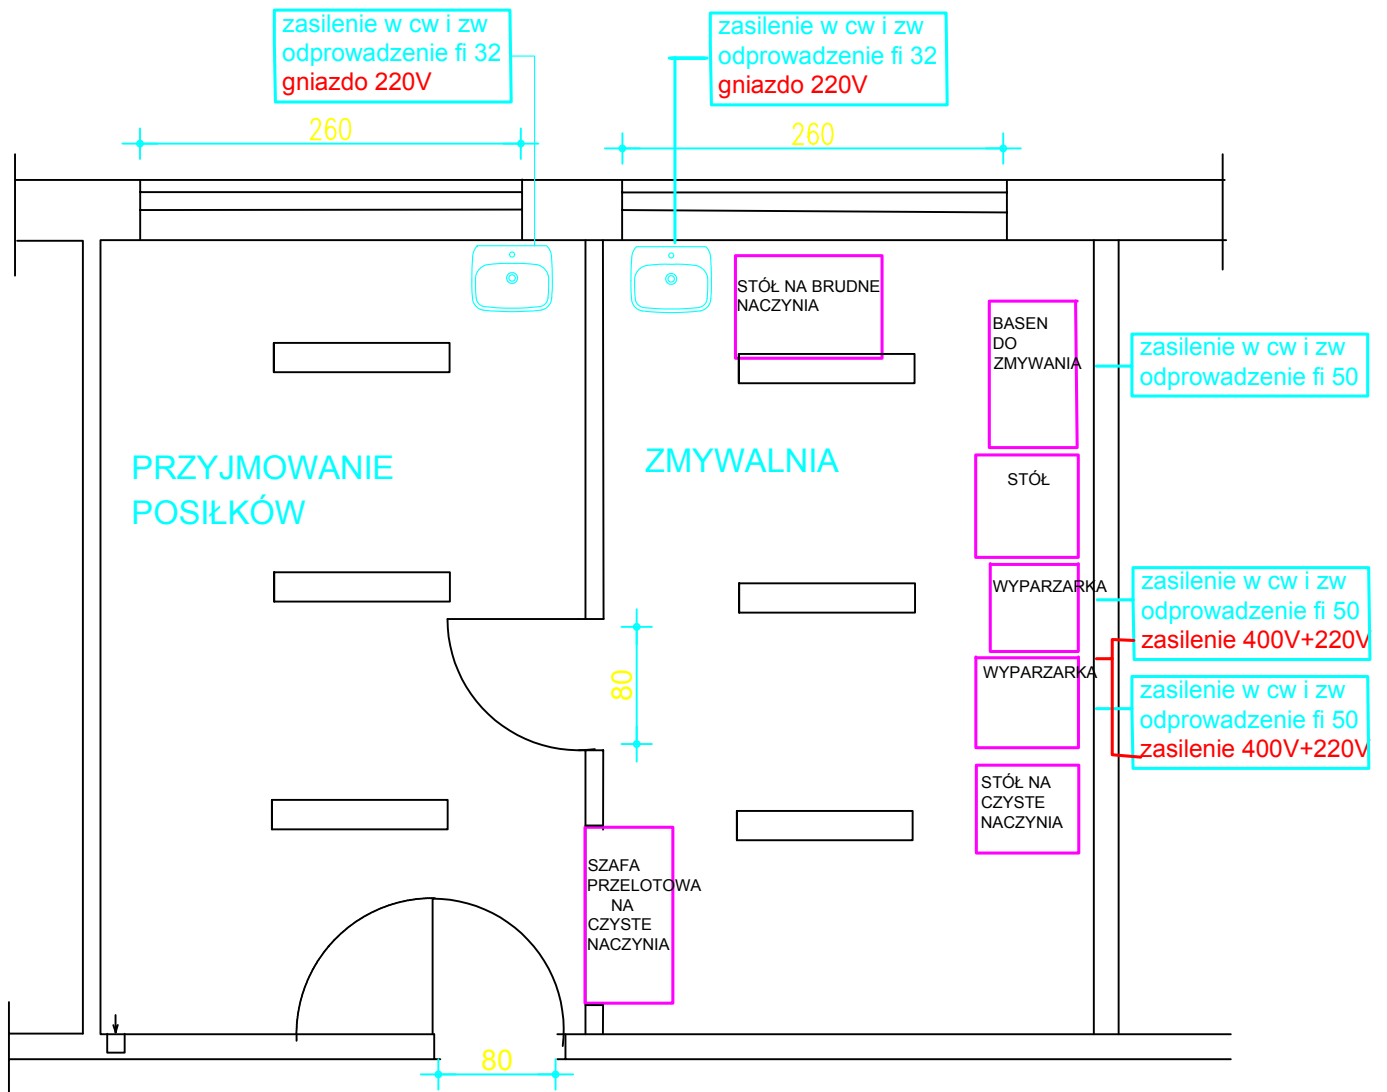 zasilenie w cw i zw
odprowadzenie fi 32
gniazdo 220V
zasilenie w cw i zw
odprowadzenie fi 32
gniazdo 220V
260
260
STÓŁ NA BRUDNE
NACZYNIA
BASEN
DO
ZMYWANIA
zasilenie w cw i zw
odprowadzenie fi 50
PRZYJMOWANIE
POSIŁKÓW
ZMYWALNIA
STÓŁ
WYPARZARKA
zasilenie w cw i zw
odprowadzenie fi 50
zasilenie 400V+220V
80
WYPARZARKA
zasilenie w cw i zw
odprowadzenie fi 50
zasilenie 400V+220V
STÓŁ NA
CZYSTE
NACZYNIA
SZAFA
PRZELOTOWA
NA
CZYSTE
NACZYNIA
80